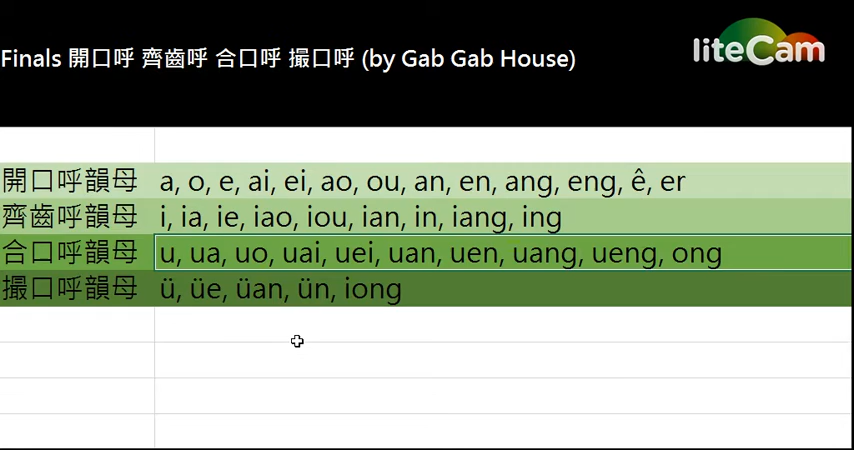 liteCam
Finals 開口呼 齊齒呼 合口呼 撮口呼 (by Gab Gab House)
開口呼韻母 a, o, e, ai, ei, ao, ou, an, en, ang, eng, ê, er
齊齒呼韻母 i, ia, ie, iao, iou, ian, in, iang, ing
合口呼韻母 u, ua, uo, uai, uei, uan, uen, uang, ueng, ong
撮口呼韻母 ü, üe, üan, ün, iong